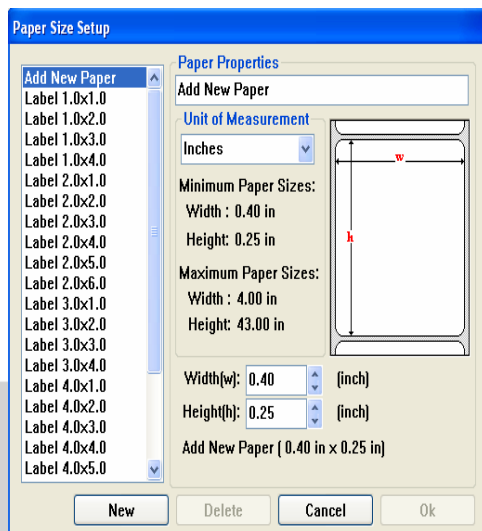 Paper Size Setup
Add New Paper
Label 1.0x1.0
Label 1.0x2.0
Label 1.0x3.0
Label 1.0x4.0
Label 2.0x1.0
Label 2.0x2.0
Label 2.0x3.0
Label 2.0x4.0
Label 2.0x5.0
Label 2.0x6.0
Label 3.0x1.0
Label 3.0x2.0
Label 3.0x3.0
Label 3.0x4.0
Label 4.0x1.0
Label 4.0x2.0
Label 4.0x3.0
Label 4.0x4.0
Label 4.0x5.0
Paper Properties
Add New Paper
Unit of Measurement
Inches
Minimum Paper Sizes:
Width : 0.40 in
Height: 0.25 in
Maximum Paper Sizes:
Width : 4.00 in
Height: 43.00 in
w
h
Width(w): 0.40 (inch)
Height(h): 0.25 (inch)
Add New Paper ( 0.40 in x 0.25 in)
New Delete Cancel Ok